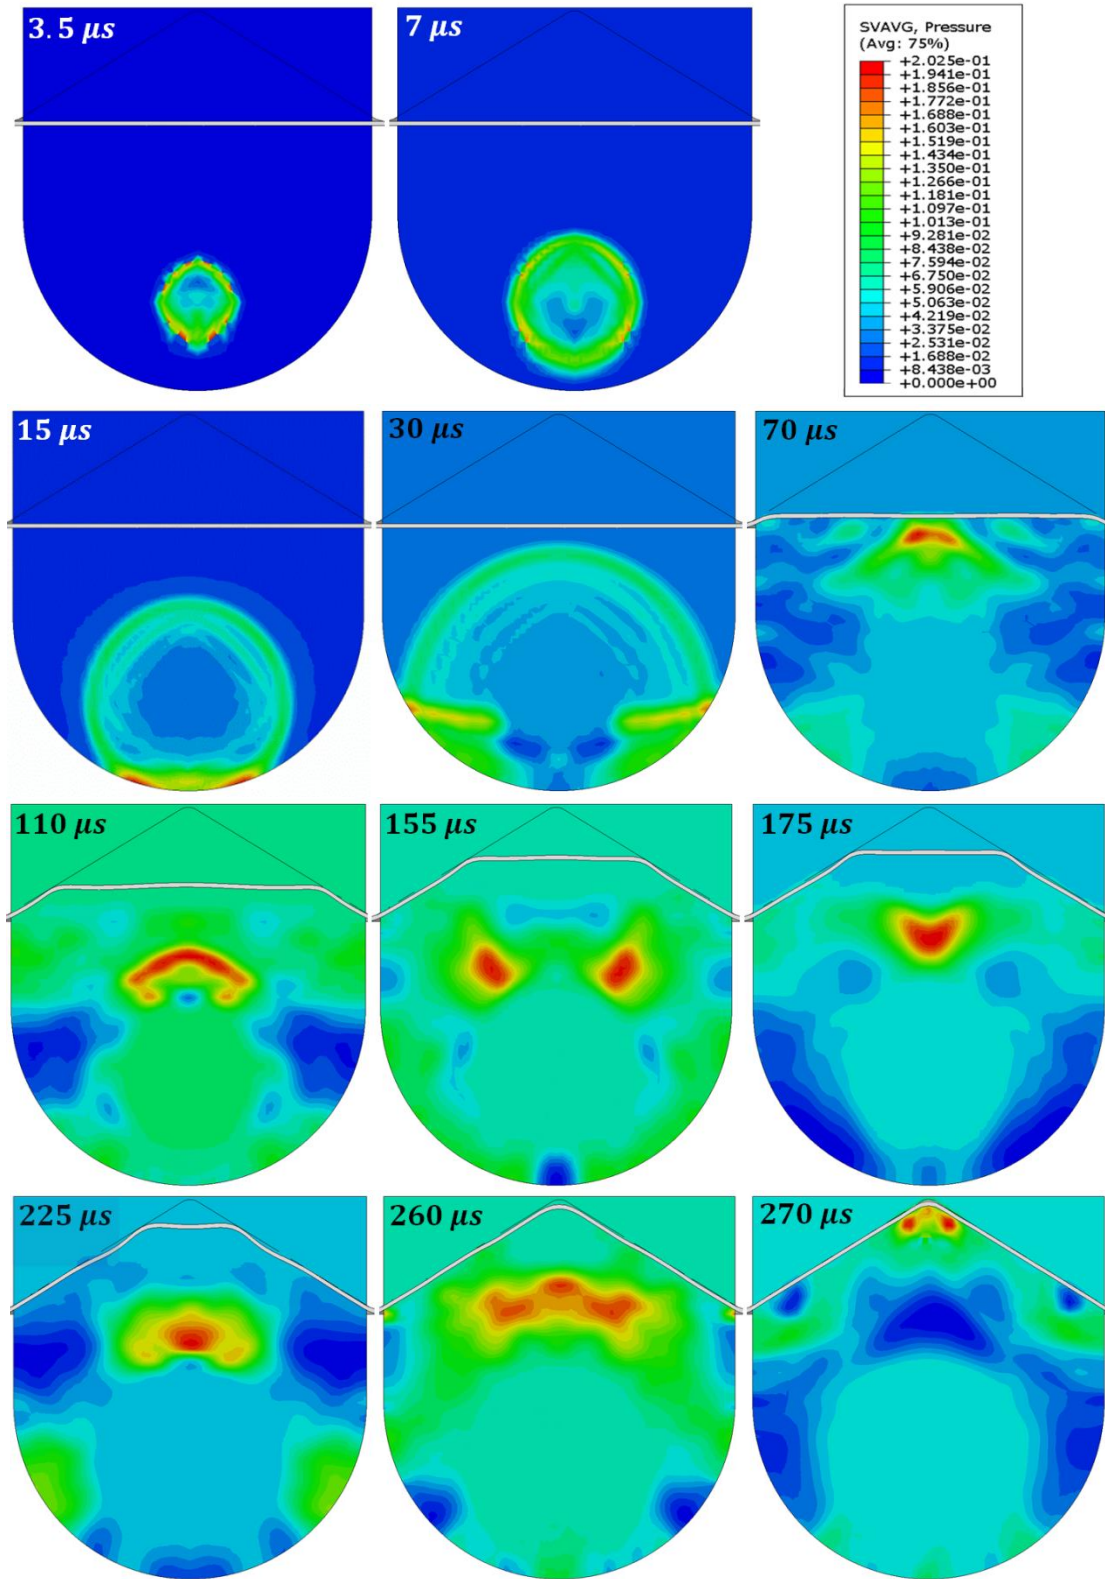 3.5 μs
7 μs
SVAVG, Pressure
(Avg: 75%)
+2.025e-01
+1.941e-01
+1.856e-01
+1.772e-01
+1.688e-01
+1.603e-01
+1.519e-01
+1.434e-01
+1.350e-01
+1.266e-01
+1.181e-01
+1.097e-01
+1.013e-01
+9.281e-02
+8.438e-02
+7.594e-02
+6.750e-02
+5.906e-02
+5.063e-02
+4.219e-02
+3.375e-02
+2.531e-02
+1.688e-02
+8.438e-03
+0.000e+00
15 μs
30 μs
70 μs
110 μs
155 μs
175 μs
225 μs
260 μs
270 μs